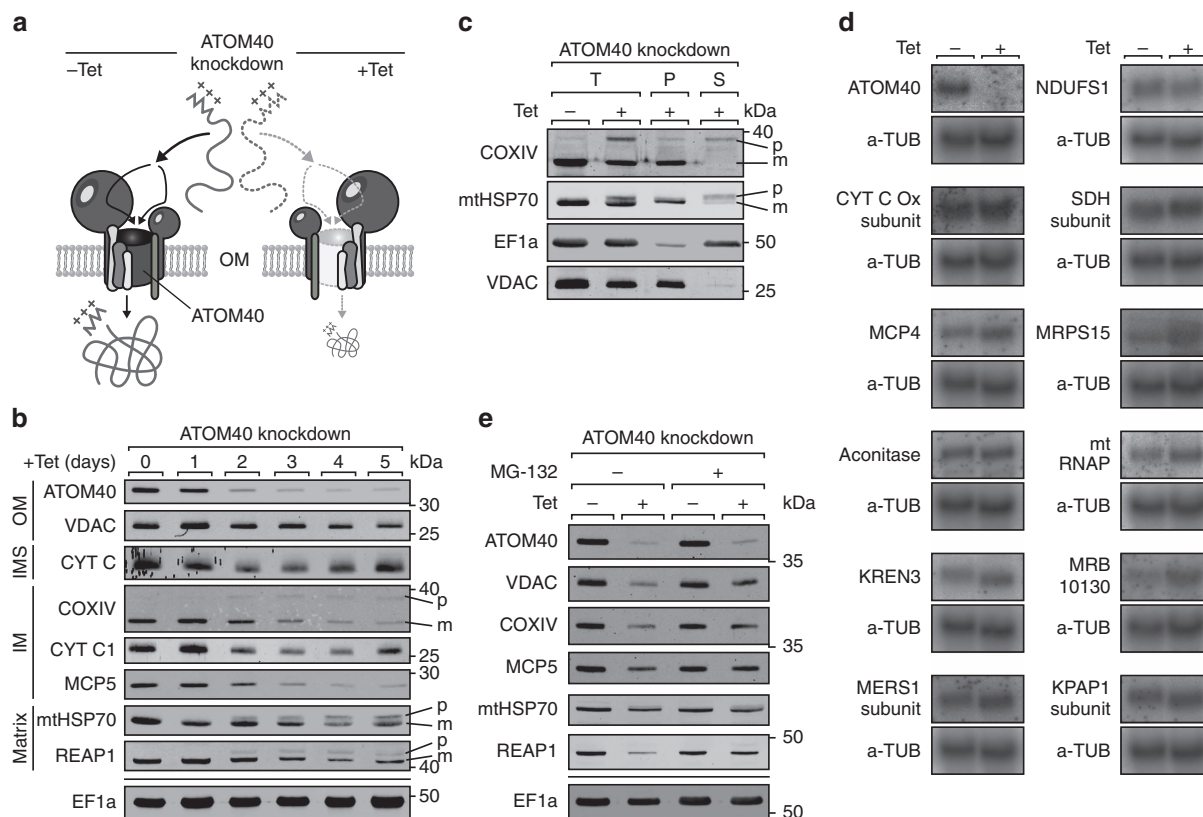 a
ATOM40
knockdown
–Tet
+Tet
OM
ATOM40
b
ATOM40 knockdown
+Tet (days) 0 1 2 3 4 5 kDa
OM
ATOM40
30
VDAC
25
IMS
CYT C
IM
40
COXIV
p
m
CYT C1
25
MCP5
30
Matrix
mtHSP70
p
m
REAP1
p
m
40
EF1a
50
c
ATOM40 knockdown
T P S
Tet – + + + kDa
40
COXIV
p
m
mtHSP70
p
m
EF1a
50
VDAC
25
d
Tet – +
ATOM40
a-TUB
CYT C Ox
subunit
a-TUB
MCP4
a-TUB
Aconitase
a-TUB
KREN3
a-TUB
MERS1
subunit
a-TUB
Tet – +
NDUFS1
a-TUB
SDH
subunit
a-TUB
MRPS15
a-TUB
mt
RNAP
a-TUB
MRB
10130
a-TUB
KPAP1
subunit
a-TUB
e
ATOM40 knockdown
MG-132 – +
Tet – + – + kDa
ATOM40
35
VDAC
COXIV
35
MCP5
mtHSP70
50
REAP1
EF1a
50